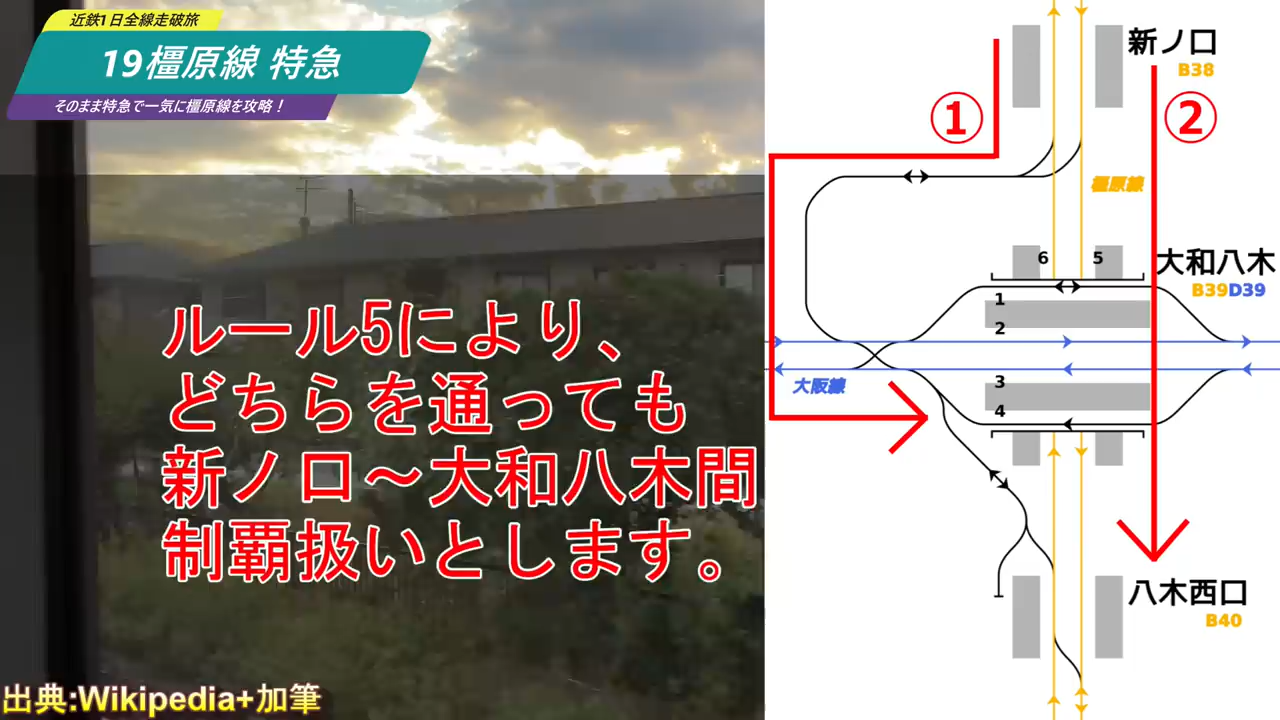 近鉄1日全線走破旅
19橿原線 特急
そのまま特急で一気に橿原線を攻略！
ルール5により、
どちらを通っても
新ノ口～大和八木間
制覇扱いとします。
出典:Wikipedia+加筆
①
新ノ口
B38
②
橿原線
6
5
大和八木
B39D39
1
2
大阪線
3
4
八木西口
B40